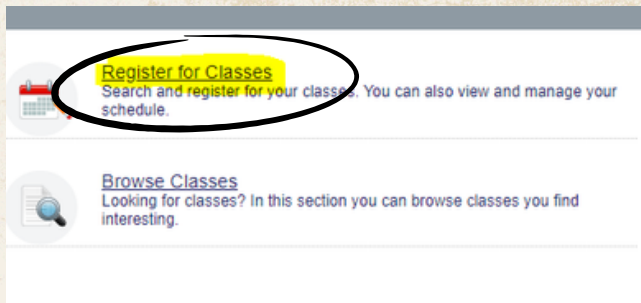 Register for Classes
Search and register for your classes. You can also view and manage your
schedule.
Browse Classes
Looking for classes? In this section you can browse classes you find
interesting.